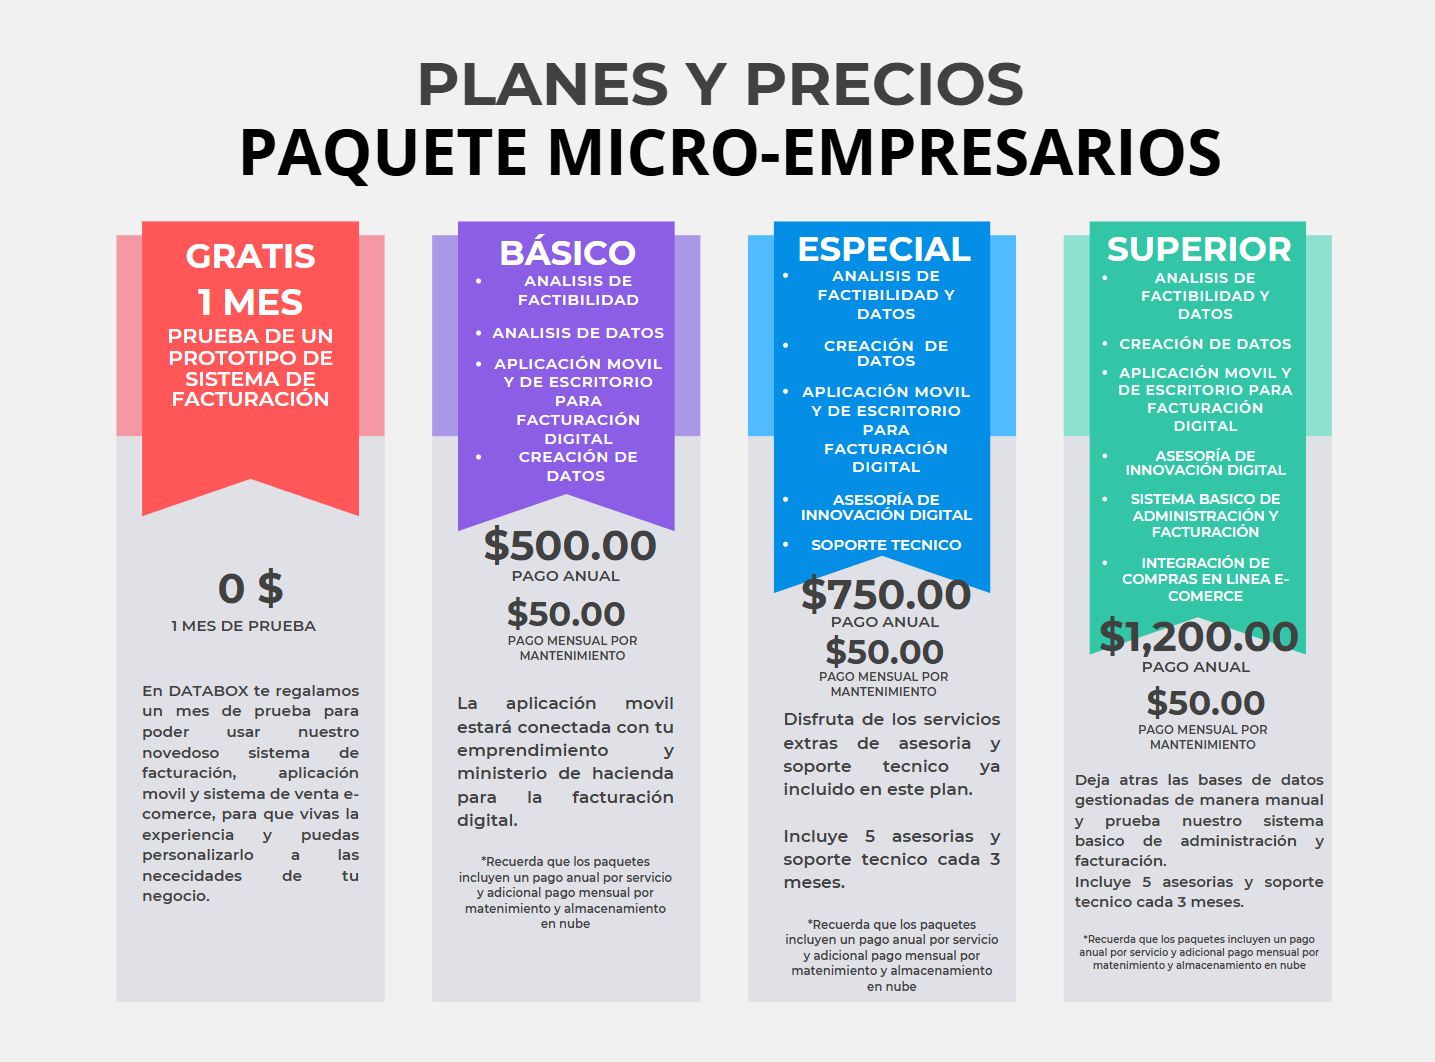 PLANES Y PRECIOS
PAQUETE MICRO-EMPRESARIOS
GRATIS
1 MES
PRUEBA DE UN
PROTOTIPO DE
SISTEMA DE
FACTURACIÓN
0 $
1 MES DE PRUEBA
En DATABOX te regalamos
un mes de prueba para
poder usar nuestro
novedoso sistema de
facturación, aplicación
movil y sistema de venta e-
comerce, para que vivas la
experiencia y puedas
personalizarlo a las
nececidades de tu
negocio.
BÁSICO
• ANALISIS DE
FACTIBILIDAD
• ANALISIS DE DATOS
• APLICACIÓN MOVIL
Y DE ESCRITORIO
PARA
FACTURACIÓN
DIGITAL
• CREACIÓN DE
DATOS
$500.00
PAGO ANUAL
$50.00
PAGO MENSUAL POR
MANTENIMIENTO
La aplicación movil
estará conectada con tu
emprendimiento y
ministerio de hacienda
para la facturación
digital.
*Recuerda que los paquetes
incluyen un pago anual por servicio
y adicional pago mensual por
matenimiento y almacenamiento
en nube
ESPECIAL
• ANALISIS DE
FACTIBILIDAD Y
DATOS
• CREACIÓN DE
DATOS
• APLICACIÓN MOVIL
Y DE ESCRITORIO
PARA
FACTURACIÓN
DIGITAL
• ASESORÍA DE
INNOVACIÓN DIGITAL
• SOPORTE TECNICO
$750.00
PAGO ANUAL
$50.00
PAGO MENSUAL POR
MANTENIMIENTO
Disfruta de los servicios
extras de asesoria y
soporte tecnico ya
incluido en este plan.
Incluye 5 asesorias y
soporte tecnico cada 3
meses.
*Recuerda que los paquetes
incluyen un pago anual por servicio
y adicional pago mensual por
matenimiento y almacenamiento
en nube
SUPERIOR
• ANALISIS DE
FACTIBILIDAD Y
DATOS
• CREACIÓN DE DATOS
• APLICACIÓN MOVIL Y
DE ESCRITORIO PARA
FACTURACIÓN
DIGITAL
• ASESORÍA DE
INNOVACIÓN DIGITAL
• SISTEMA BASICO DE
ADMINISTRACIÓN Y
FACTURACIÓN
• INTEGRACIÓN DE
COMPRAS EN LINEA E-
COMERCE
$1,200.00
PAGO ANUAL
$50.00
PAGO MENSUAL POR
MANTENIMIENTO
Deja atras las bases de datos
gestionadas de manera manual
y prueba nuestro sistema
basico de administración y
facturación.
Incluye 5 asesorias y soporte
tecnico cada 3 meses.
*Recuerda que los paquetes incluyen un pago
anual por servicio y adicional pago mensual por
matenimiento y almacenamiento en nube